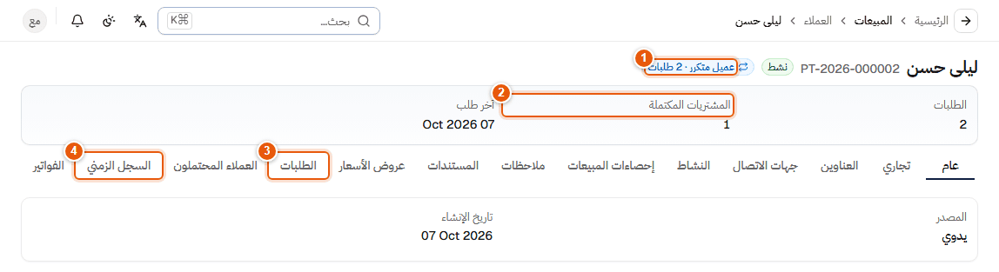 الرئيسية > المبيعات > العملاء > ليلى حسن
بحث... ⌘K
مع
ليلى حسن PT-2026-000002 نشط عميل متكرر · 2 طلبات 1
الطلبات المشتريات المكتملة 2 آخر طلب
2 1 07 Oct 2026
عام تجاري العناوين جهات الاتصال النشاط إحصاءات المبيعات ملاحظات المستندات عروض الأسعار الطلبات 3 العملاء المحتملون السجل الزمني 4 الفواتير
المصدر تاريخ الإنشاء
يدوي 07 Oct 2026